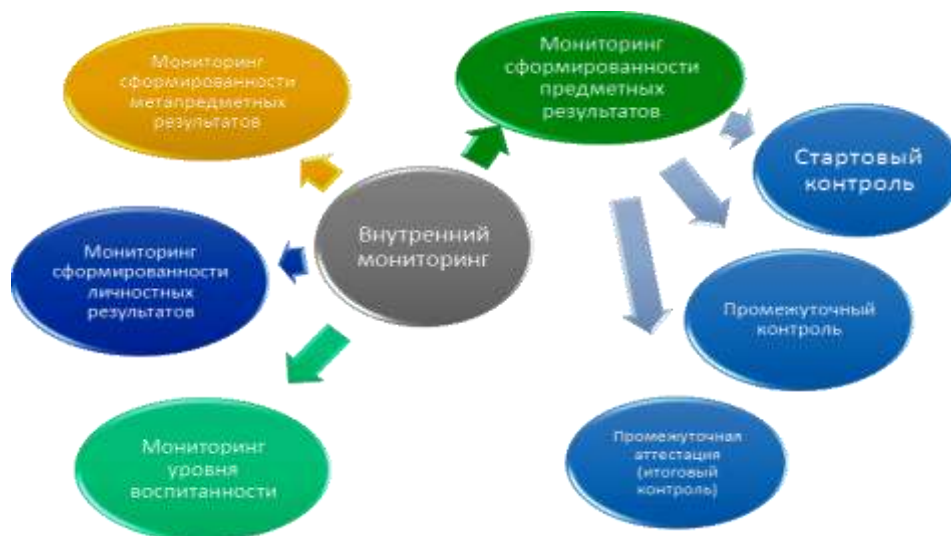 Мониторинг
сформированности
метапредметных
результатов
Мониторинг
сформированности
предметных
результатов
Стартовый
контроль
Внутренний
мониторинг
Мониторинг
сформированности
личностных
результатов
Промежуточный
контроль
Мониторинг
уровня
воспитанности
Промежуточная
аттестация
(итоговый
контроль)